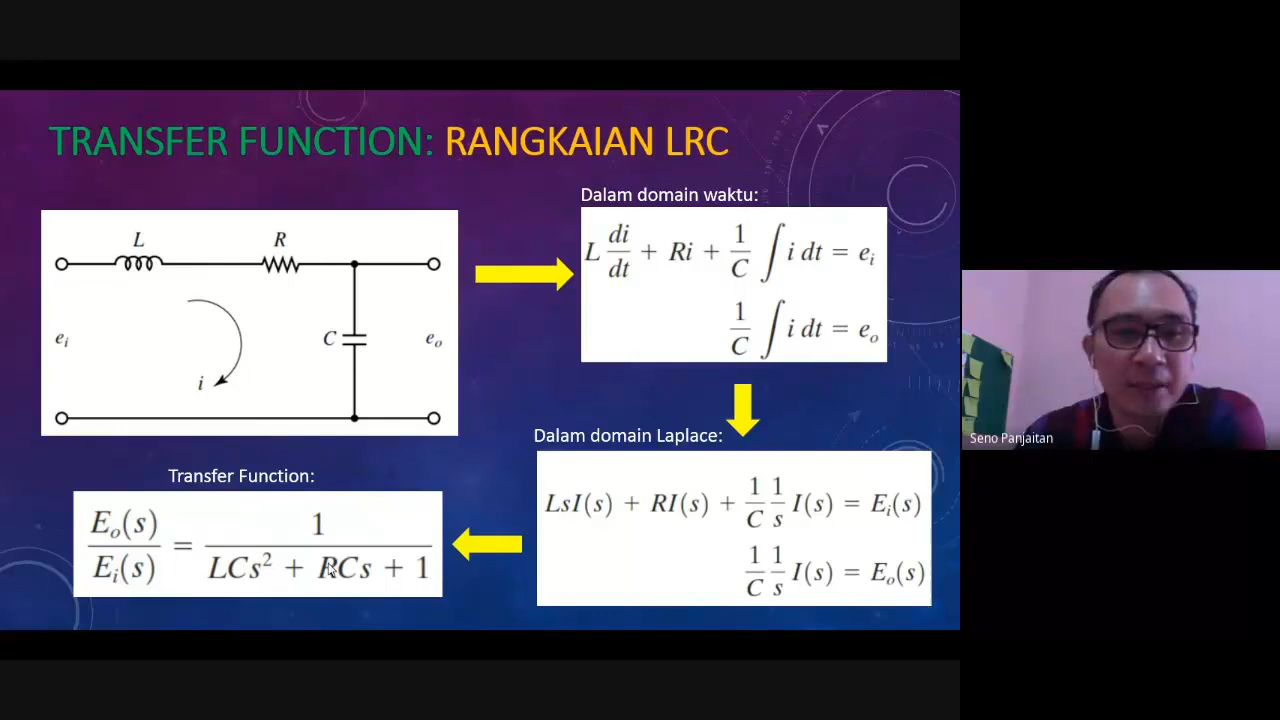 TRANSFER FUNCTION: RANGKAIAN LRC
L
R
C
e_i
e_o
i
Dalam domain waktu:
L di/dt + Ri + 1/C ∫ i dt = e_i
1/C ∫ i dt = e_o
Dalam domain Laplace:
LsI(s) + RI(s) + 1/C 1/s I(s) = E_i(s)
1/C 1/s I(s) = E_o(s)
Transfer Function:
E_o(s)/E_i(s) = 1/(LCs² + RCs + 1)
Seno Panjaitan